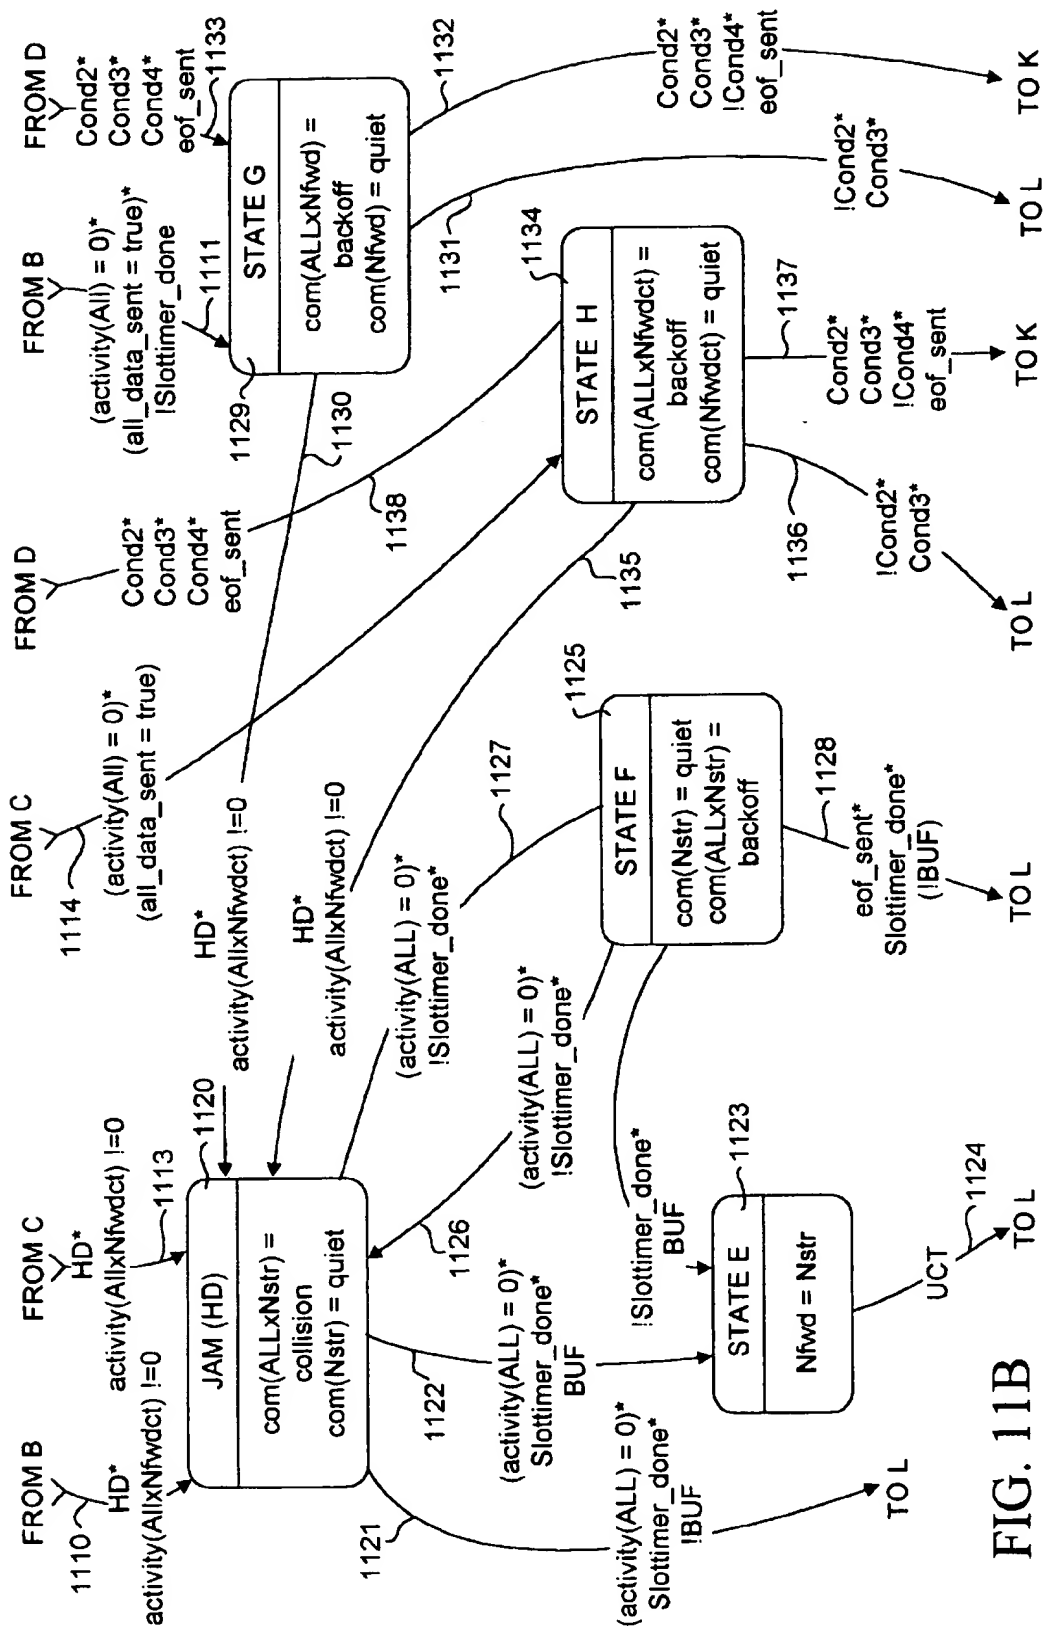 FROM B
1110
HD*
activity(AllxNfwdct) !=0
FROM C
HD*
activity(AllxNfwdct) !=0
1113
1120
JAM (HD)
com(ALLxNstr) =
collision
com(Nstr) = quiet
1121
(activity(ALL) = 0)*
Slottimer_done*
!BUF
TO L
1122
(activity(ALL) = 0)*
Slottimer_done*
BUF
1126
(activity(ALL) = 0)*
!Slottimer_done*
!Slottimer_done*
BUF
1123
STATE E
Nfwd = Nstr
UCT
1124
TO L
FROM C
1114
(activity(All) = 0)*
(all_data_sent = true)
HD*
activity(AllxNfwdct) !=0
HD*
activity(AllxNfwdct) !=0
(activity(ALL) = 0)*
!Slottimer_done*
1127
1125
STATE F
com(Nstr) = quiet
com(ALLxNstr) =
backoff
1128
eof_sent*
Slottimer_done*
(!BUF)
TO L
FROM D
Cond2*
Cond3*
Cond4*
eof_sent
1138
1135
1130
FROM B
(activity(All) = 0)*
(all_data_sent = true)*
!Slottimer_done
1111
1129
FROM D
Cond2*
Cond3*
Cond4*
eof_sent
1133
STATE G
com(ALLxNfwd) =
backoff
com(Nfwd) = quiet
1131
1132
1134
STATE H
com(ALLxNfwdct) =
backoff
com(Nfwdct) = quiet
1136
!Cond2*
Cond3*
TO L
1137
Cond2*
Cond3*
!Cond4*
eof_sent
TO K
!Cond2*
Cond3*
TO L
Cond2*
Cond3*
!Cond4*
eof_sent
TO K
FIG. 11B